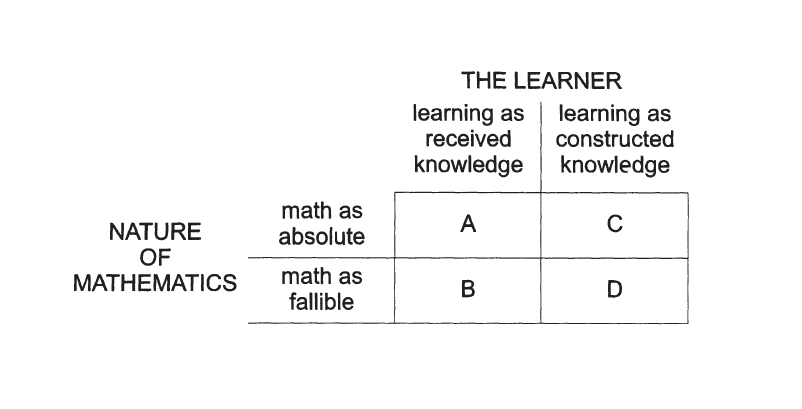 THE LEARNER
learning as
received
knowledge
learning as
constructed
knowledge
NATURE
OF
MATHEMATICS
math as
absolute
A
C
math as
fallible
B
D